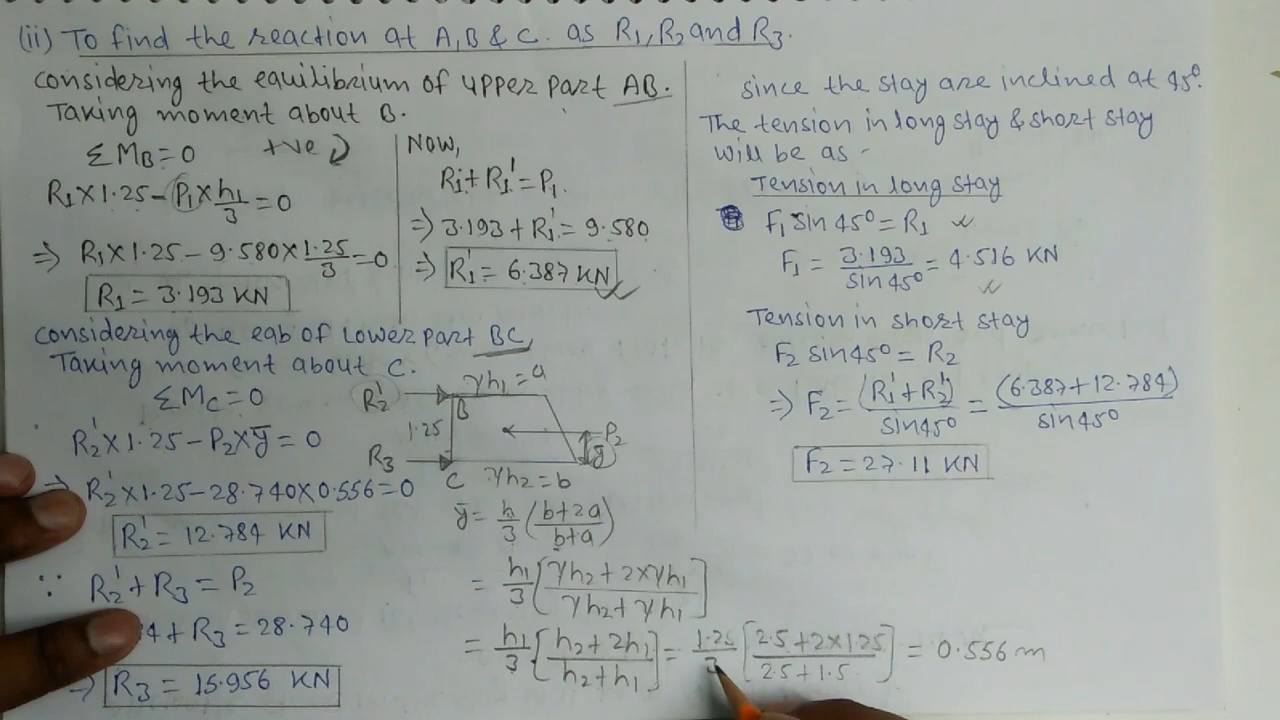 (ii) To find the reaction at A, B & C. as R₁, R₂ and R₃.
Considering the equilibrium of upper part AB.
Taking moment about B.
ΣM_B = 0 +ve
R₁ × 1.25 − P₁ × h₁/3 = 0
⇒ R₁ × 1.25 − 9.580 × 1.25/3 = 0
R₁ = 3.193 KN
Now,
R₁ + R₁' = P₁.
⇒ 3.193 + R₁' = 9.580
⇒ R₁' = 6.387 KN
Considering the eqb of Lower part BC,
Taking moment about C.
ΣM_C = 0
R₂' × 1.25 − P₂ × ȳ = 0
⇒ R₂' × 1.25 − 28.740 × 0.556 = 0
R₂' = 12.784 KN
∵ R₂' + R₃ = P₂
84 + R₃ = 28.740
⇒ R₃ = 15.956 KN
γh₁ = a
R₂'
B
1.25
P₂
ȳ
R₃
C γh₂ = b
ȳ = h/3 (b+2a / b+a)
= h₁/3 [γh₂ + 2×γh₁ / γh₂ + γh₁]
= h₁/3 [h₂ + 2h₁ / h₂ + h₁] = 1.25/3 [2.5 + 2×1.25 / 2.5 + 1.5] = 0.556 m
since the stay are inclined at 45°.
The tension in long stay & short stay
will be as -
Tension in long stay
F₁ sin 45° = R₁
F₁ = 3.193 / sin 45° = 4.516 KN
Tension in short stay
F₂ sin 45° = R₂
⇒ F₂ = (R₁' + R₂') / sin 45° = (6.387 + 12.784) / sin 45°
F₂ = 27.11 KN